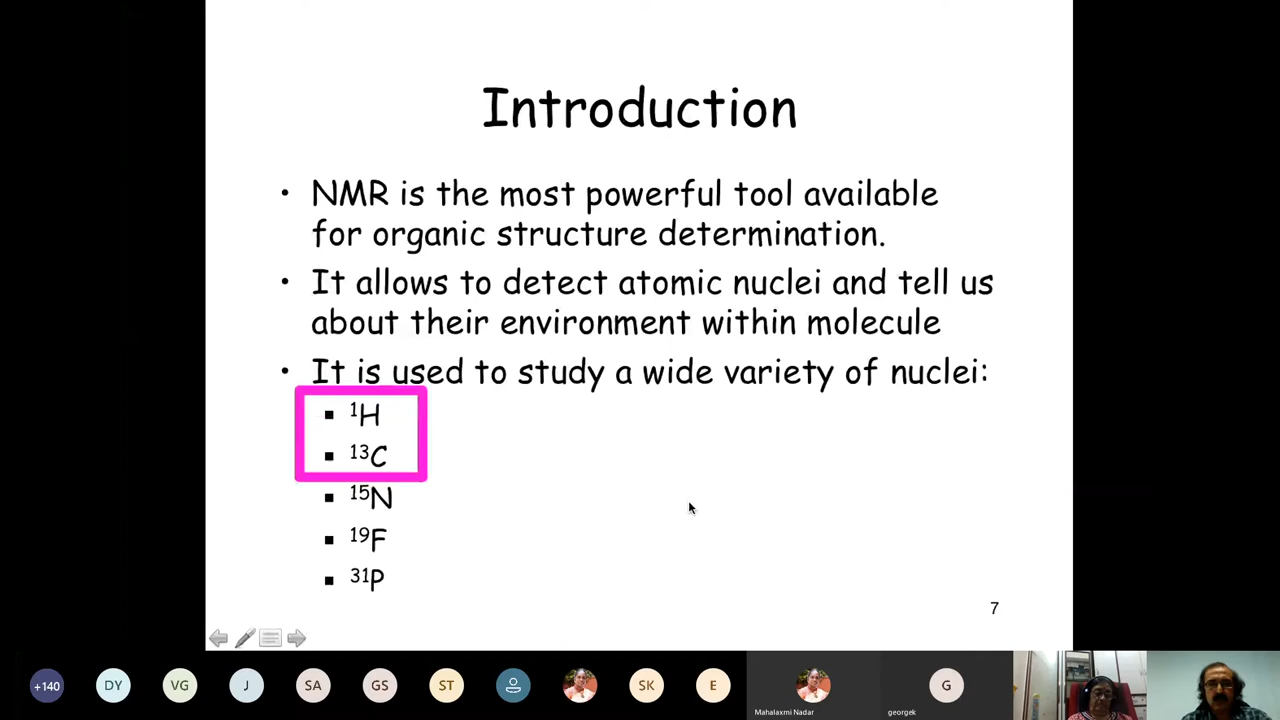 Introduction
• NMR is the most powerful tool available
for organic structure determination.
• It allows to detect atomic nuclei and tell us
about their environment within molecule
• It is used to study a wide variety of nuclei:
▪ ¹H
▪ ¹³C
▪ ¹⁵N
▪ ¹⁹F
▪ ³¹P
7
+140 DY VG J SA GS ST SK E G
Mahalaxmi Nadar georgek